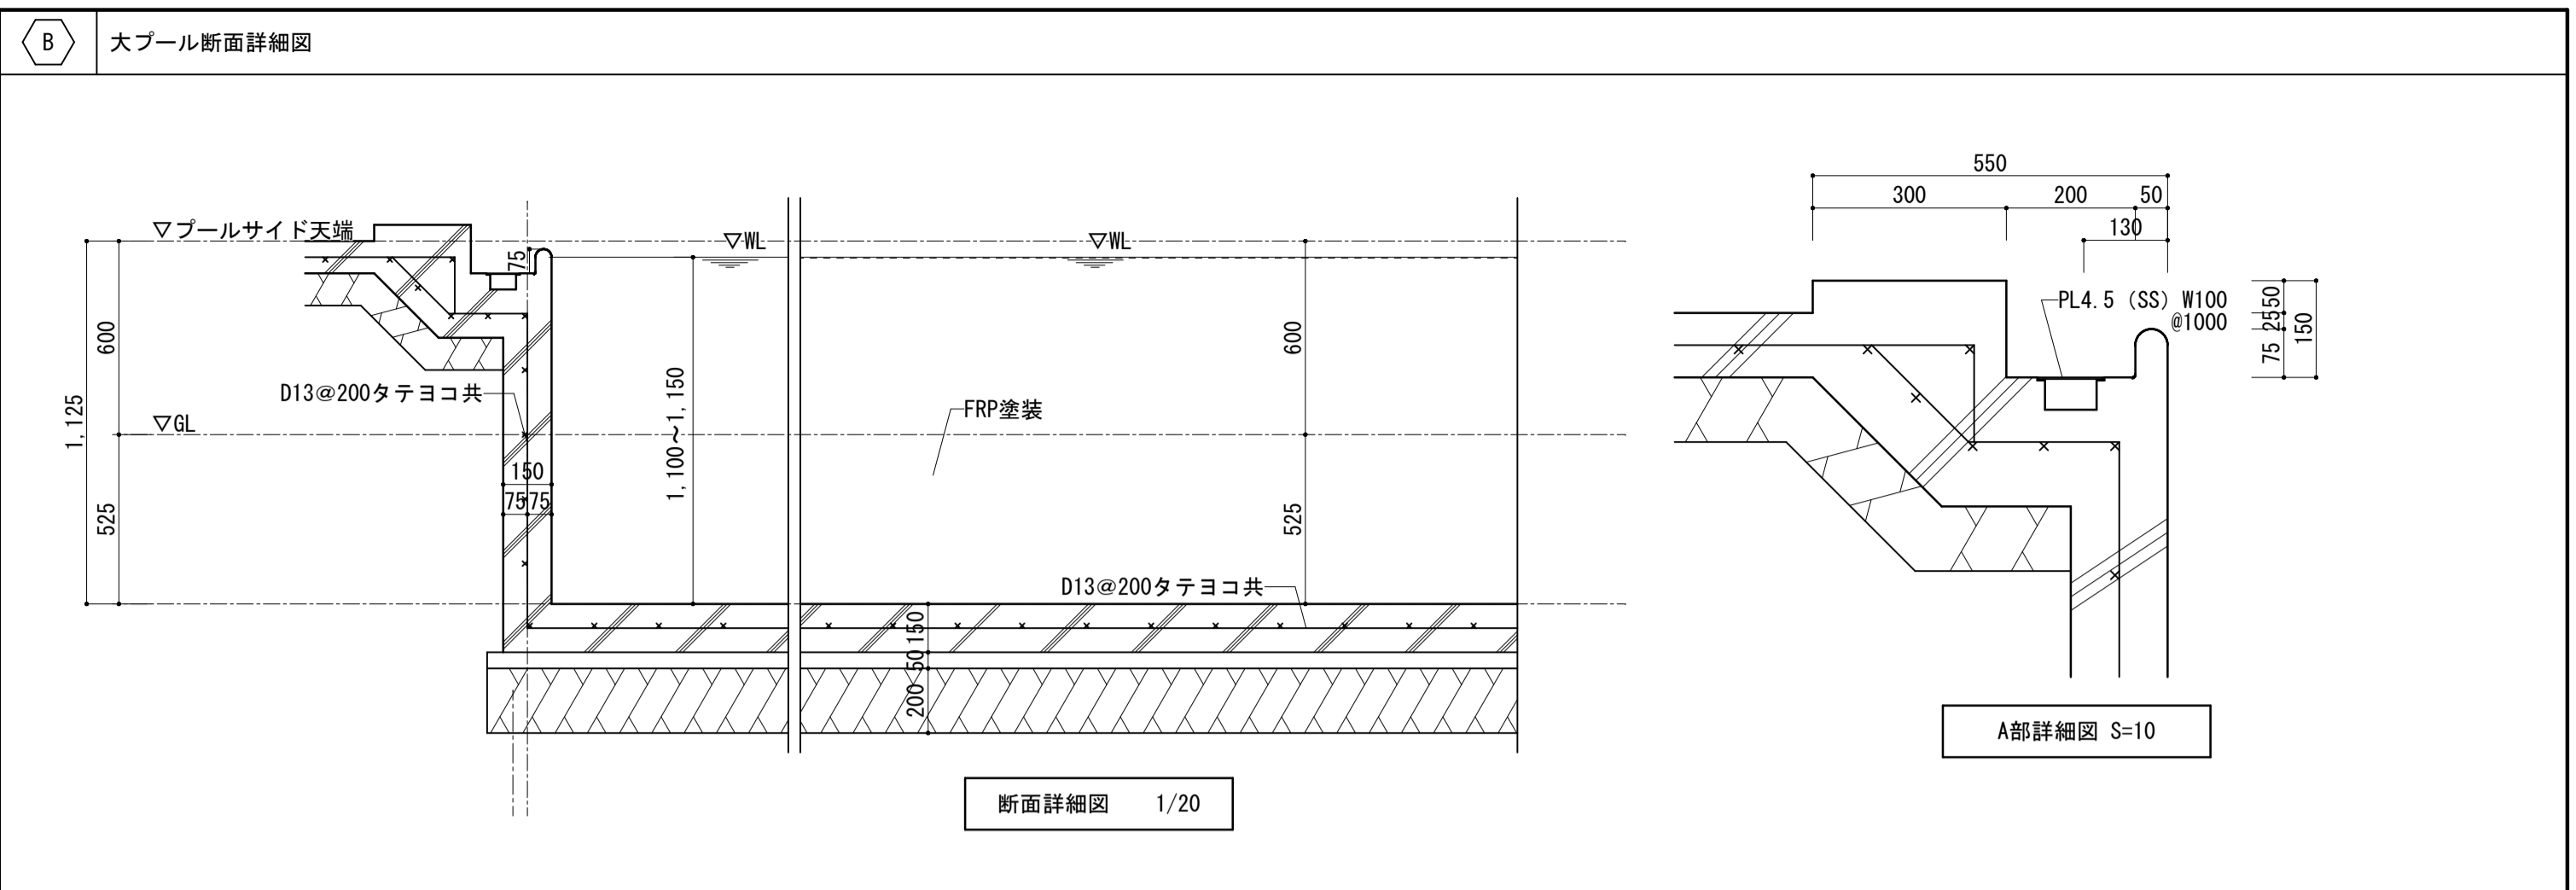 B
大プール断面詳細図
▽プールサイド天端
▽WL
▽WL
75
600
600
1,125
D13@200タテヨコ共
▽GL
FRP塗装
1,100~1,150
150
75 75
525
525
D13@200タテヨコ共
150
50
200
断面詳細図 1/20
550
300 200 50
130
PL4.5 (SS) W100
@1000
50
25
75
150
A部詳細図 S=10